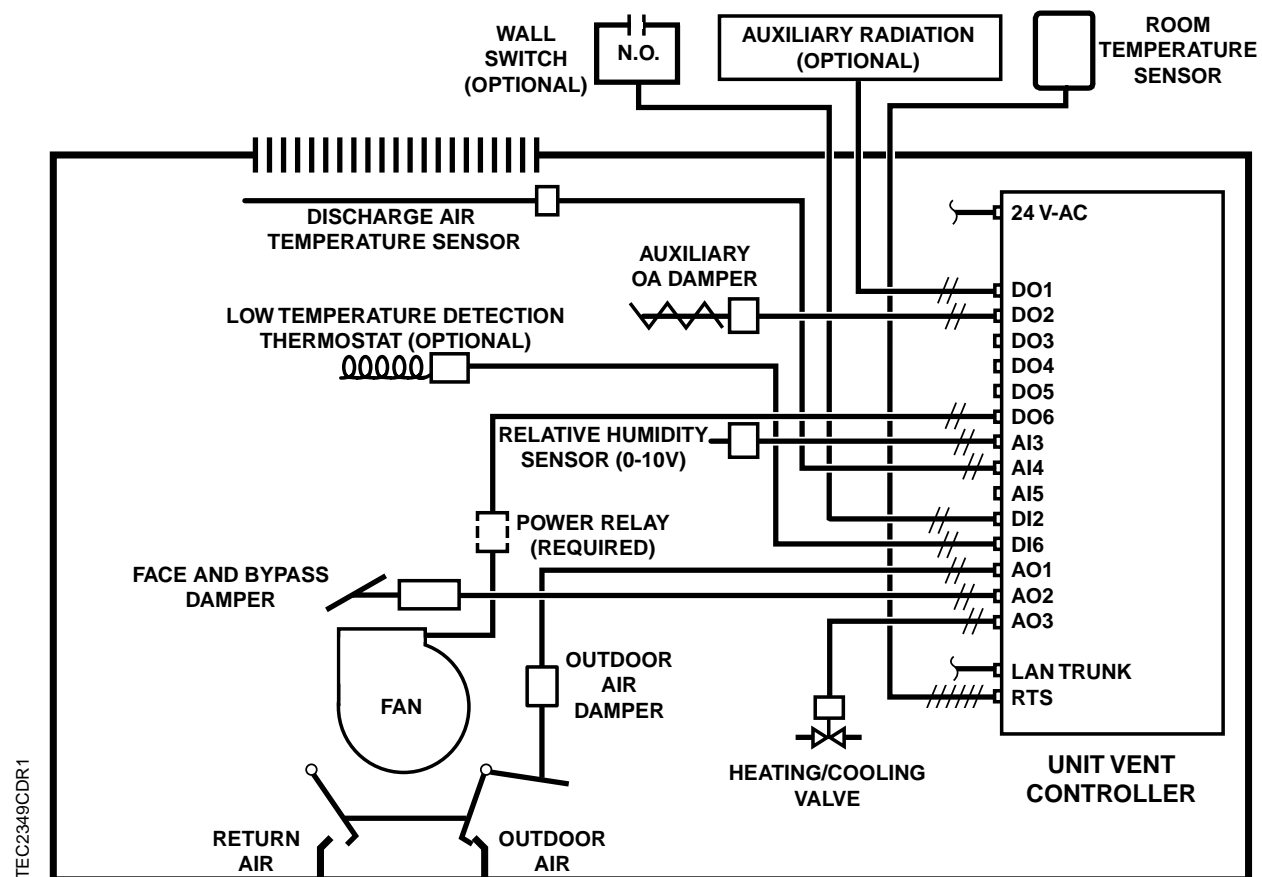 WALL
SWITCH
(OPTIONAL)
N.O.
AUXILIARY RADIATION
(OPTIONAL)
ROOM
TEMPERATURE
SENSOR
DISCHARGE AIR
TEMPERATURE SENSOR
AUXILIARY
OA DAMPER
LOW TEMPERATURE DETECTION
THERMOSTAT (OPTIONAL)
RELATIVE HUMIDITY
SENSOR (0-10V)
POWER RELAY
(REQUIRED)
FACE AND BYPASS
DAMPER
FAN
OUTDOOR
AIR
DAMPER
RETURN
AIR
OUTDOOR
AIR
HEATING/COOLING
VALVE
24 V-AC
DO1
DO2
DO3
DO4
DO5
DO6
AI3
AI4
AI5
DI2
DI6
AO1
AO2
AO3
LAN TRUNK
RTS
UNIT VENT
CONTROLLER
TEC2349CDR1